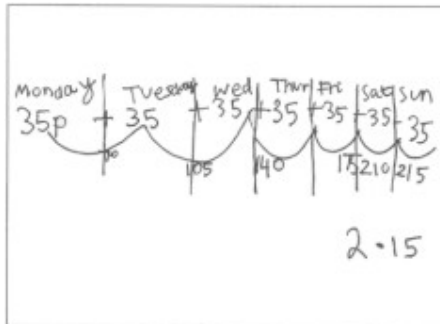 Monday Tuesday Wed Thur Fri Sat Sun
35p + 35 + 35 + 35 + 35 + 35 35
70 105 140 175 210 215
2.15